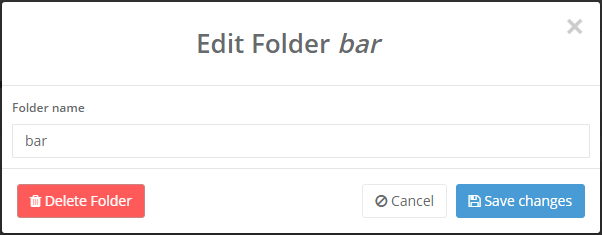 Edit Folder bar
Folder name
bar
Delete Folder
Cancel
Save changes